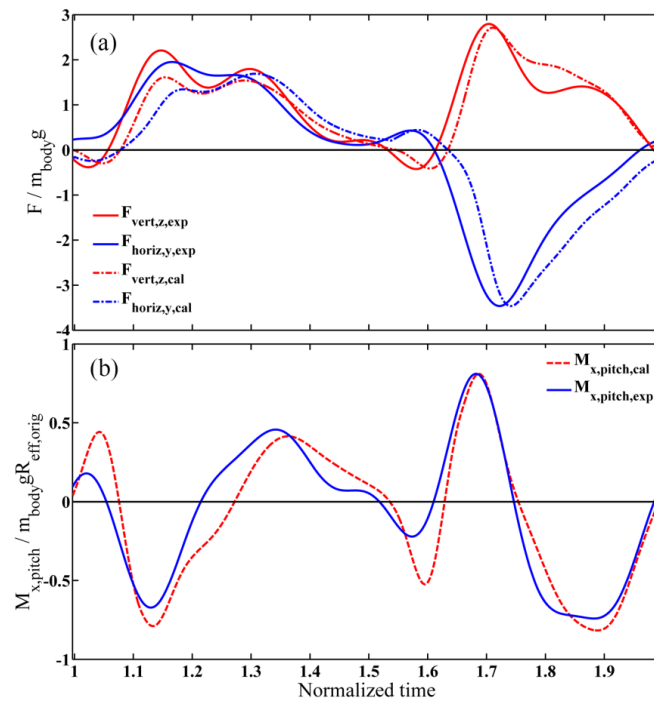 (a)
3
2
1
0
-1
-2
-3
-4
F / m_body g
F_vert,z,exp
F_horiz,y,exp
F_vert,z,cal
F_horiz,y,cal
(b)
1
0.5
0
-0.5
-1
M_x,pitch / m_body gR_eff,orig
M_x,pitch,cal
M_x,pitch,exp
1 1.1 1.2 1.3 1.4 1.5 1.6 1.7 1.8 1.9
Normalized time